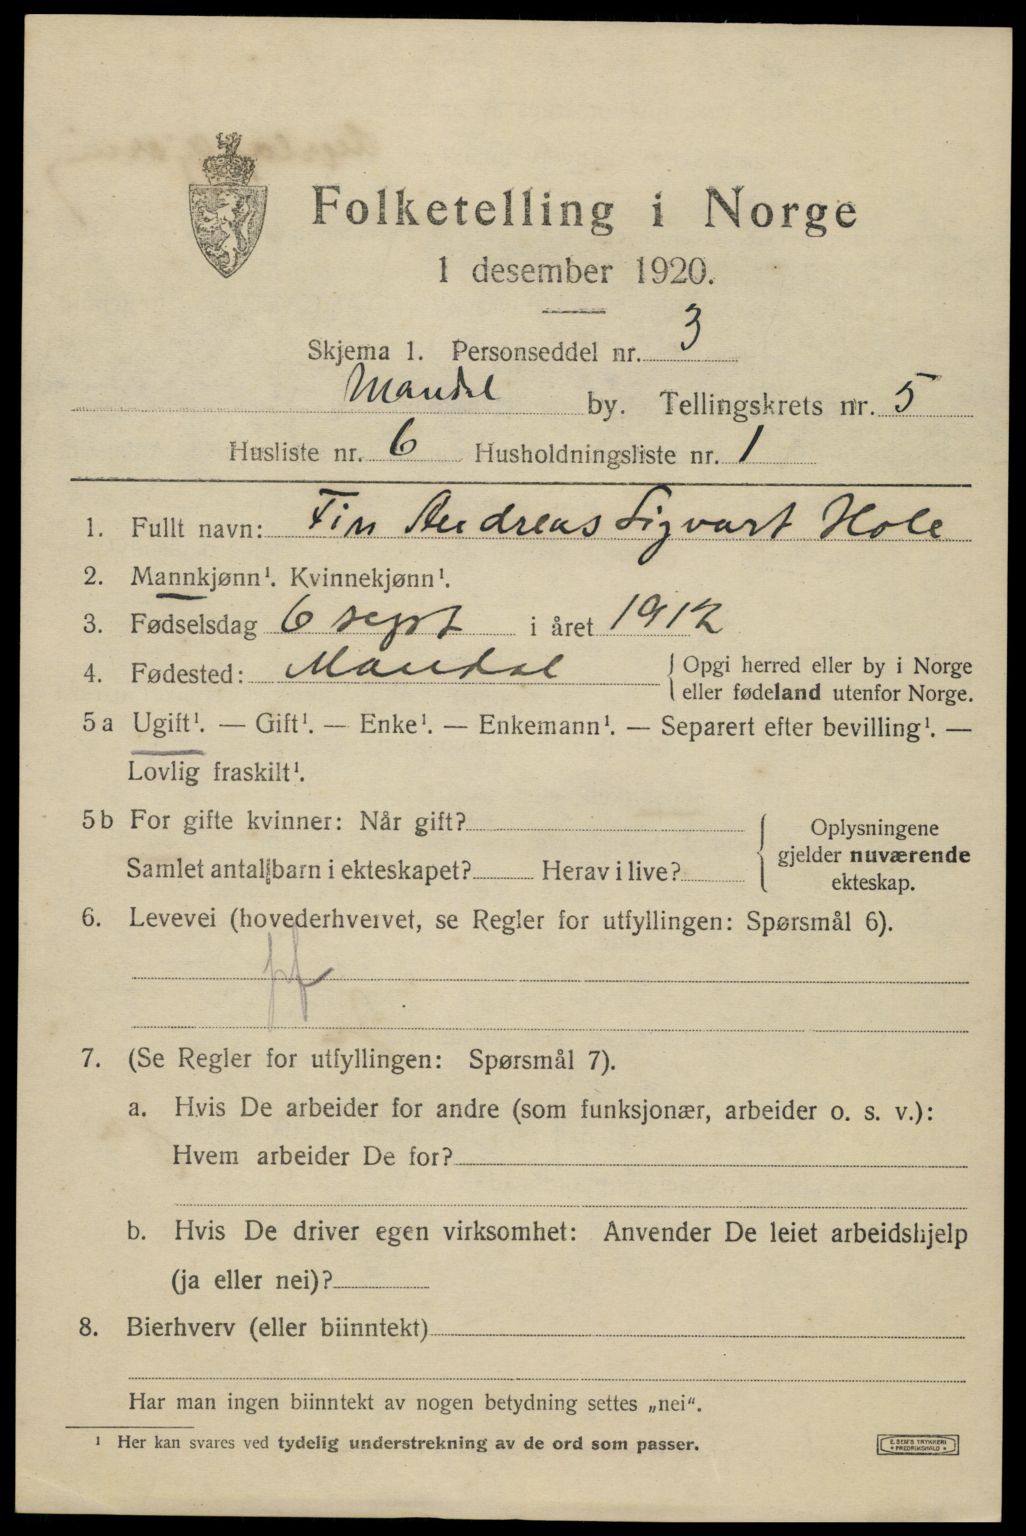 Folketelling i Norge
1 desember 1920.
Skjema 1. Personseddel nr. 3
Mandal by. Tellingskrets nr. 5
Husliste nr. 6 Husholdningsliste nr. 1
1. Fullt navn: Fin Andreas Sigvart Hole
2. Mannkjønn¹. Kvinnekjønn¹.
3. Fødselsdag 6 sept i året 1912
4. Fødested: Mandal { Opgi herred eller by i Norge
eller fødeland utenfor Norge.
5a Ugift¹. — Gift¹. — Enke¹. — Enkemann¹. — Separert efter bevilling¹. —
Lovlig fraskilt¹.
5b For gifte kvinner: Når gift?
Samlet antal barn i ekteskapet? Herav i live?
{ Oplysningene
gjelder nuværende
ekteskap.
6. Levevei (hovederhvervet, se Regler for utfyllingen: Spørsmål 6).
7. (Se Regler for utfyllingen: Spørsmål 7).
a. Hvis De arbeider for andre (som funksjonær, arbeider o. s. v.):
Hvem arbeider De for?
b. Hvis De driver egen virksomhet: Anvender De leiet arbeidshjelp
(ja eller nei)?
8. Bierhverv (eller biinntekt)
Har man ingen biinntekt av nogen betydning settes „nei“.
¹ Her kan svares ved tydelig understrekning av de ord som passer.
E. SEM'S TRYKKERI
• FREDRIKSHALD •